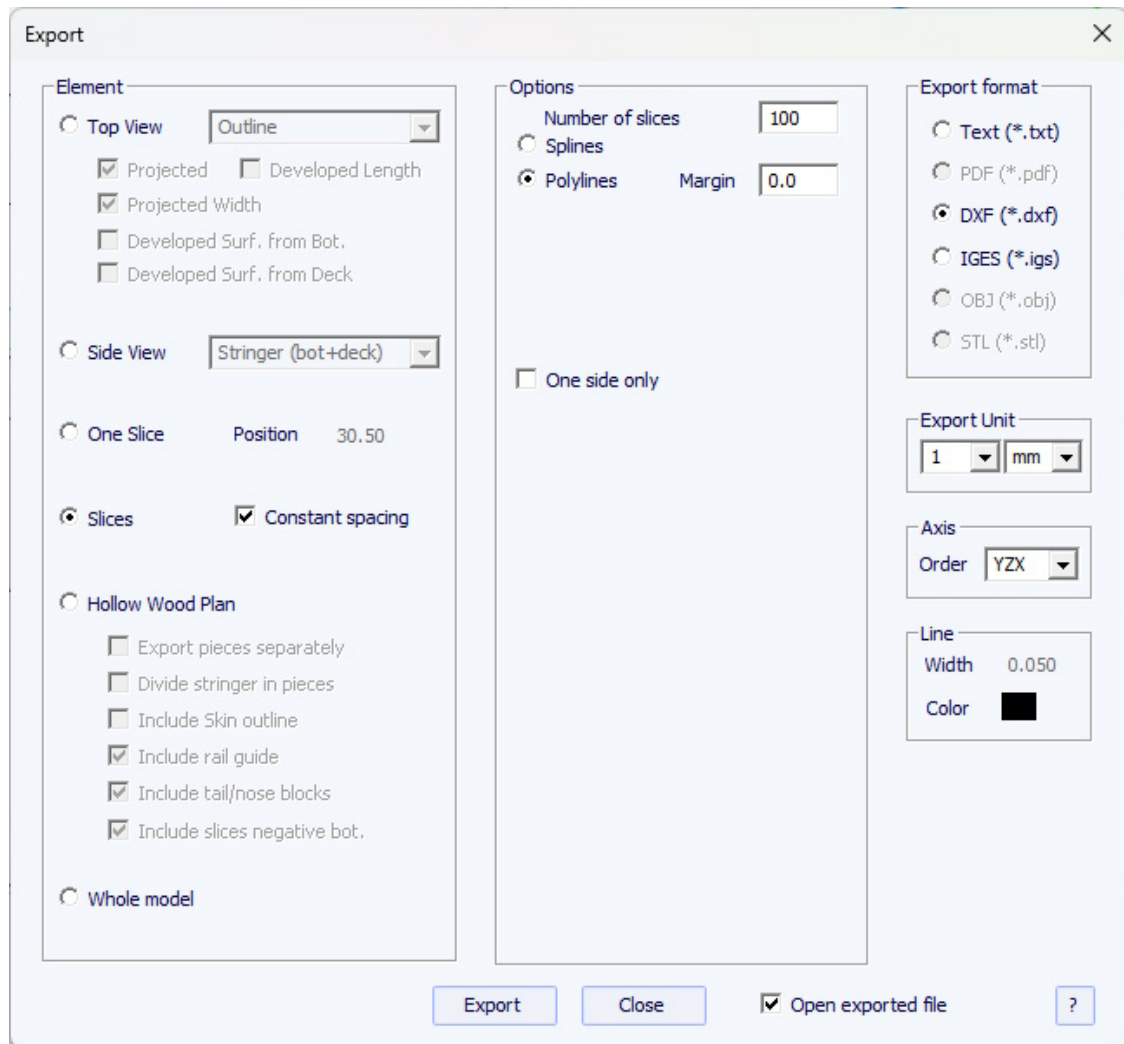 Export
Element
Top View Outline
Projected Developed Length
Projected Width
Developed Surf. from Bot.
Developed Surf. from Deck
Side View Stringer (bot+deck)
One Slice Position 30.50
Slices Constant spacing
Hollow Wood Plan
Export pieces separately
Divide stringer in pieces
Include Skin outline
Include rail guide
Include tail/nose blocks
Include slices negative bot.
Whole model
Options
Number of slices 100
Splines
Polylines Margin 0.0
One side only
Export format
Text (*.txt)
PDF (*.pdf)
DXF (*.dxf)
IGES (*.igs)
OBJ (*.obj)
STL (*.stl)
Export Unit
1 mm
Axis
Order YZX
Line
Width 0.050
Color
Export Close Open exported file ?